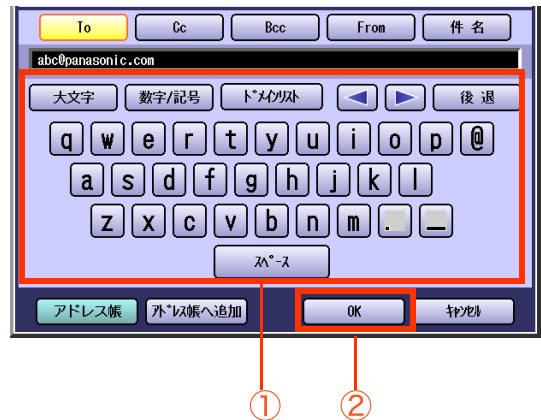 To Cc Bcc From 件 名
abc@panasonic.com
大文字 数字/記号 ﾄﾞﾒｲﾝﾘｽﾄ 後 退
q w e r t y u i o p @
a s d f g h j k l
z x c v b n m . _
ｽﾍﾟｰｽ
アドレス帳 ｱﾄﾞﾚｽ帳へ追加 OK ｷｬﾝｾﾙ
① ②